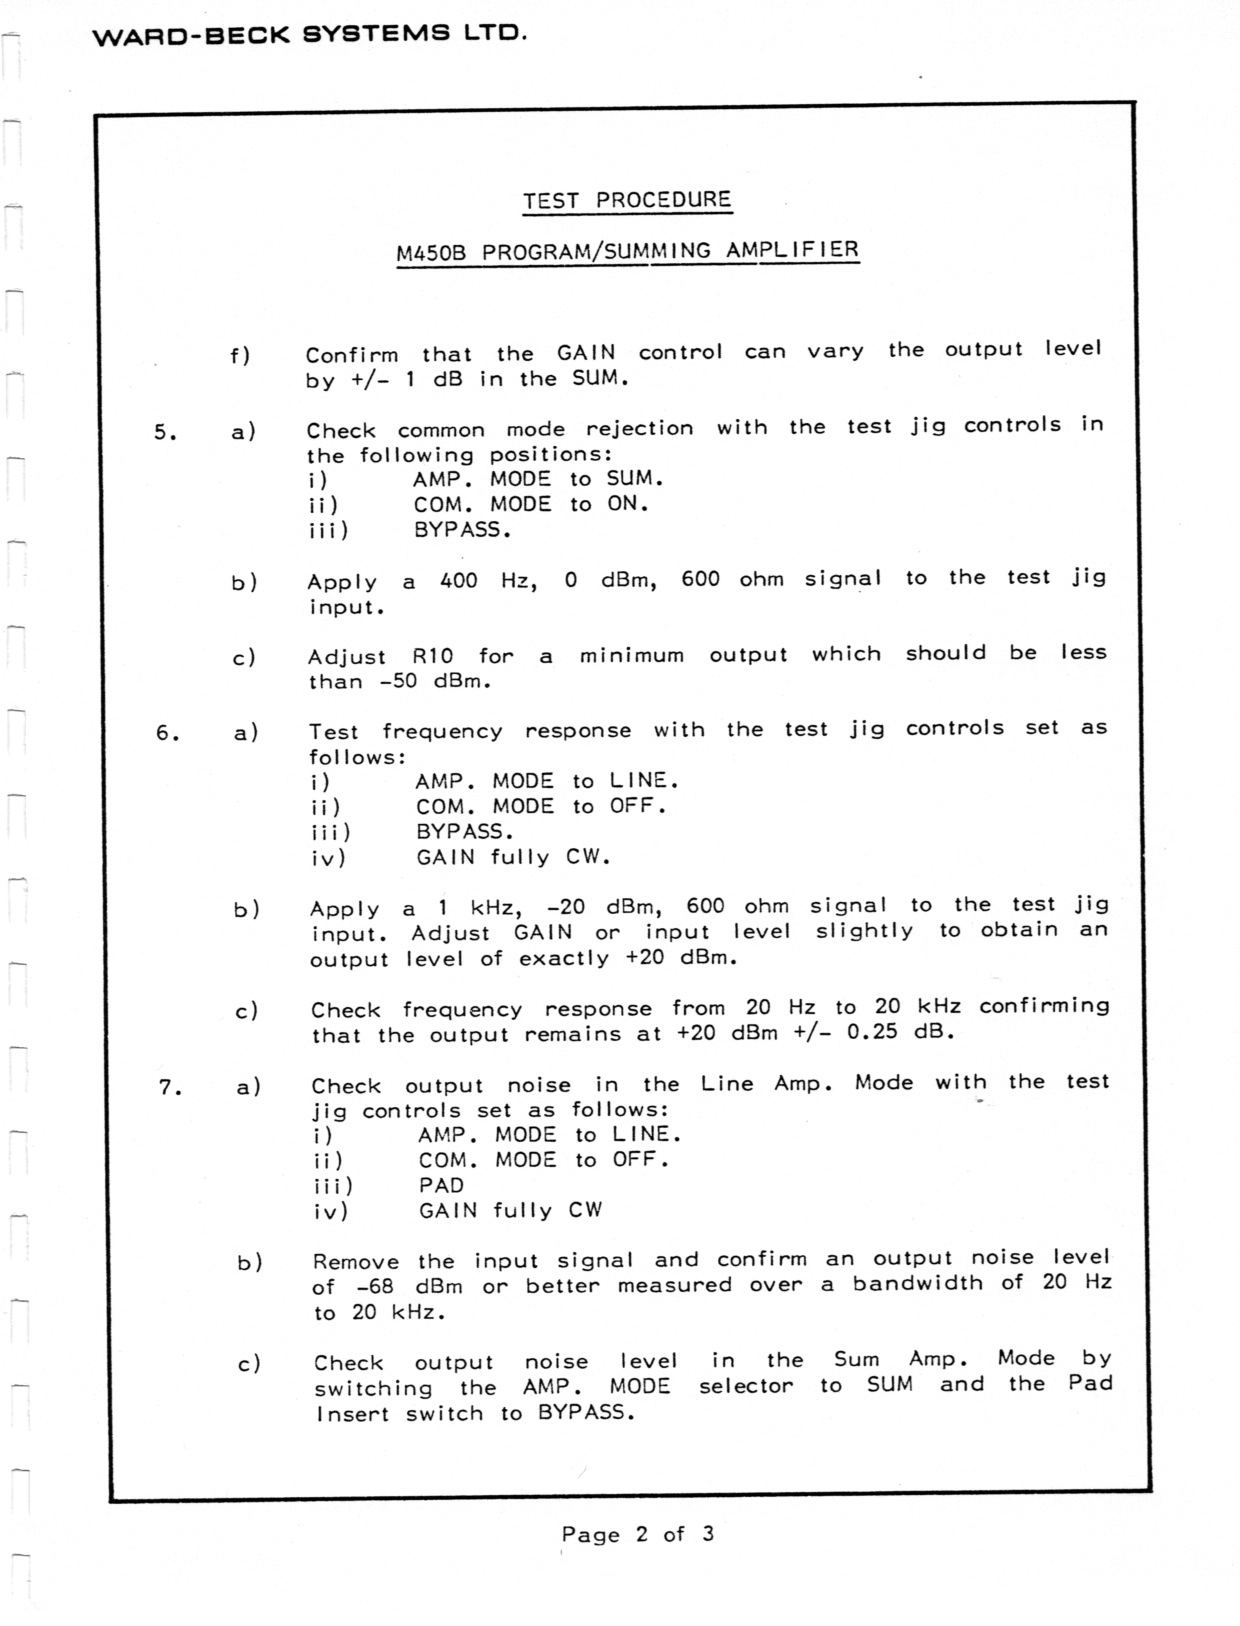 WARD-BECK SYSTEMS LTD.
TEST PROCEDURE
M450B PROGRAM/SUMMING AMPLIFIER
f) Confirm that the GAIN control can vary the output level
by +/- 1 dB in the SUM.
5. a) Check common mode rejection with the test jig controls in
the following positions:
i) AMP. MODE to SUM.
ii) COM. MODE to ON.
iii) BYPASS.
b) Apply a 400 Hz, 0 dBm, 600 ohm signal to the test jig
input.
c) Adjust R10 for a minimum output which should be less
than -50 dBm.
6. a) Test frequency response with the test jig controls set as
follows:
i) AMP. MODE to LINE.
ii) COM. MODE to OFF.
iii) BYPASS.
iv) GAIN fully CW.
b) Apply a 1 kHz, -20 dBm, 600 ohm signal to the test jig
input. Adjust GAIN or input level slightly to obtain an
output level of exactly +20 dBm.
c) Check frequency response from 20 Hz to 20 kHz confirming
that the output remains at +20 dBm +/- 0.25 dB.
7. a) Check output noise in the Line Amp. Mode with the test
jig controls set as follows:
i) AMP. MODE to LINE.
ii) COM. MODE to OFF.
iii) PAD
iv) GAIN fully CW
b) Remove the input signal and confirm an output noise level
of -68 dBm or better measured over a bandwidth of 20 Hz
to 20 kHz.
c) Check output noise level in the Sum Amp. Mode by
switching the AMP. MODE selector to SUM and the Pad
Insert switch to BYPASS.
Page 2 of 3